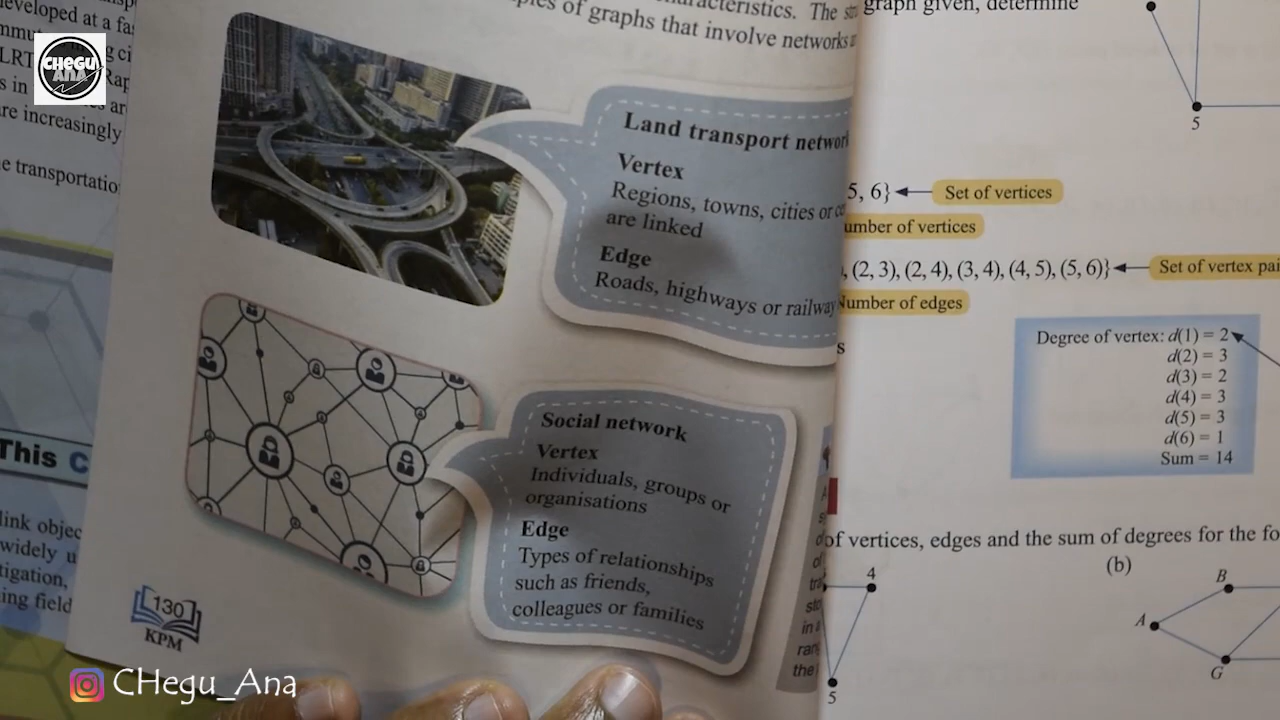 CHEGU
ANA
developed at a fa
LRT
s in
are increasingly
e transportatio
This C
link objec
widely u
tigation,
ing field
of graphs that involve networks
characteristics. The
Land transport network
Vertex
Regions, towns, cities or
are linked
Edge
Roads, highways or railway
Social network
Vertex
Individuals, groups or
organisations
Edge
Types of relationships
such as friends,
colleagues or families
130
KPM
CHegu_Ana
graph given, determine
5
5, 6} Set of vertices
umber of vertices
, (2, 3), (2, 4), (3, 4), (4, 5), (5, 6)} Set of vertex pai
Number of edges
s
Degree of vertex: d(1) = 2
d(2) = 3
d(3) = 2
d(4) = 3
d(5) = 3
d(6) = 1
Sum = 14
of vertices, edges and the sum of degrees for the fo
(b)
4
5
B
A
G